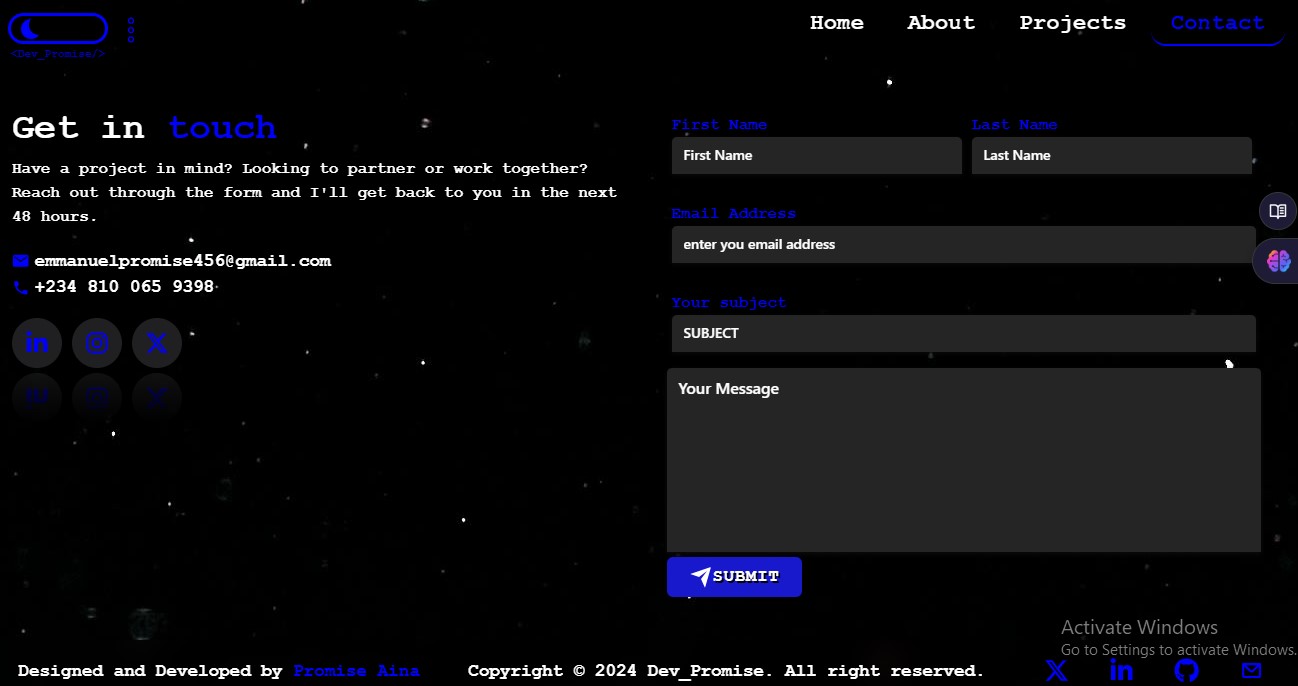 <Dev_Promise/>
Home About Projects Contact
Get in touch
Have a project in mind? Looking to partner or work together?
Reach out through the form and I'll get back to you in the next
48 hours.
emmanuelpromise456@gmail.com
+234 810 065 9398
First Name Last Name
First Name Last Name
Email Address
enter you email address
Your subject
SUBJECT
Your Message
SUBMIT
Activate Windows
Go to Settings to activate Windows.
Designed and Developed by Promise Aina Copyright © 2024 Dev_Promise. All right reserved.